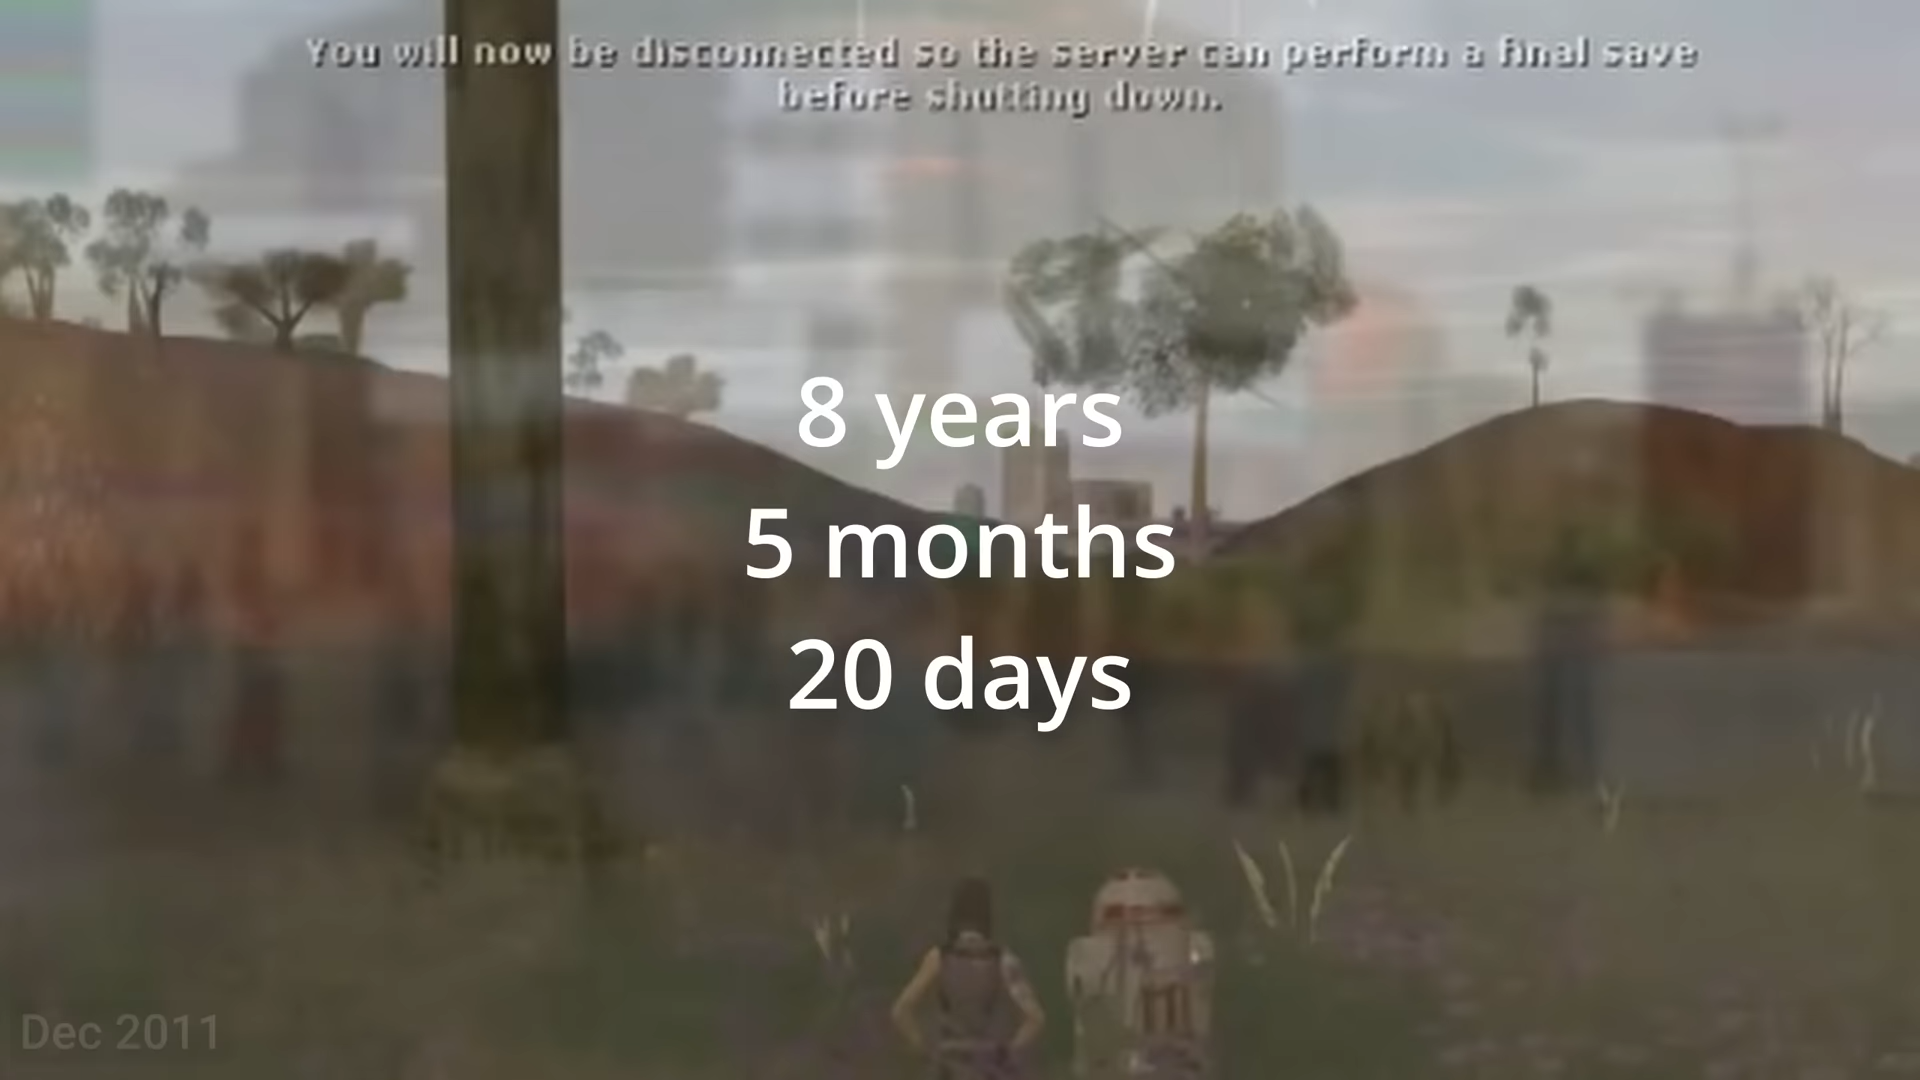 You will now be disconnected so the server can perform a final save
before shutting down.
8 years
5 months
20 days
Dec 2011